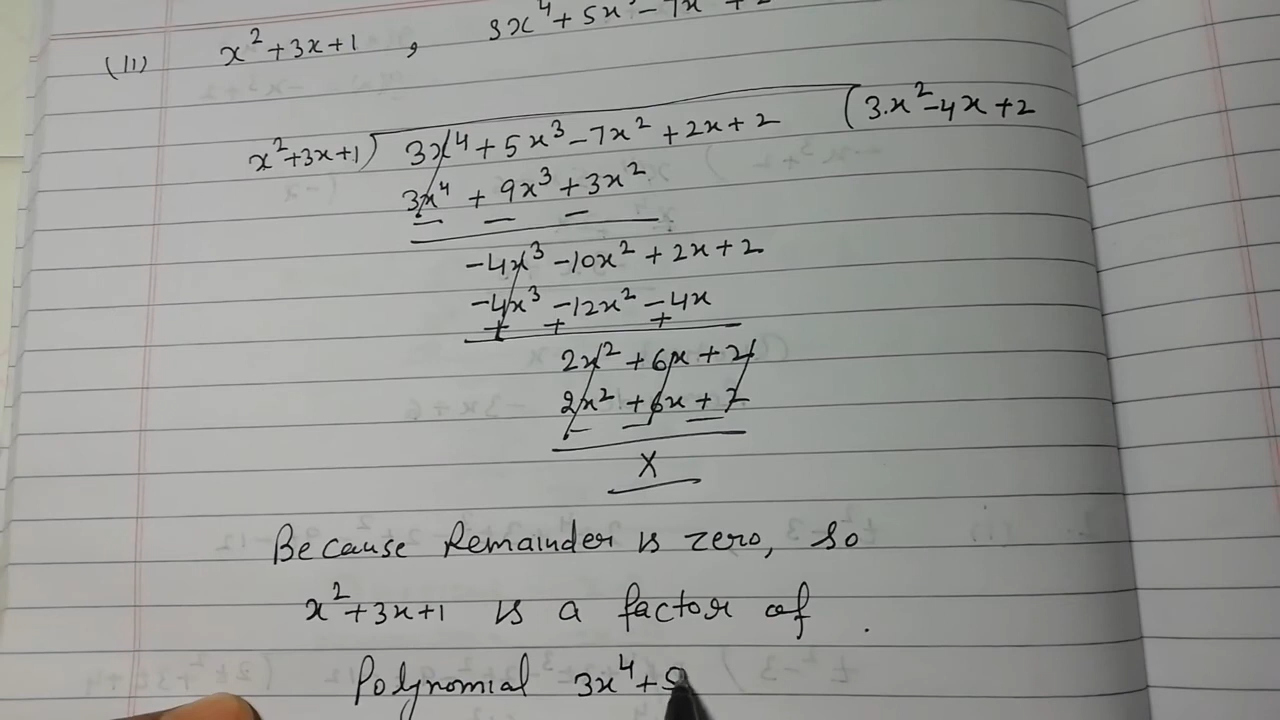 (11) x²+3x+1 , 3x⁴+5x³-7x²+2
x²+3x+1) 3x⁴+5x³-7x²+2x+2 (3x²-4x+2
3x⁴+9x³+3x²
- - -
-4x³-10x²+2x+2
-4x³-12x²-4x
+ + +
2x²+6x+2
2x²+6x+2
- - -
X
Because Remainder is zero, so
x²+3x+1 is a factor of
Polynomial 3x⁴+5